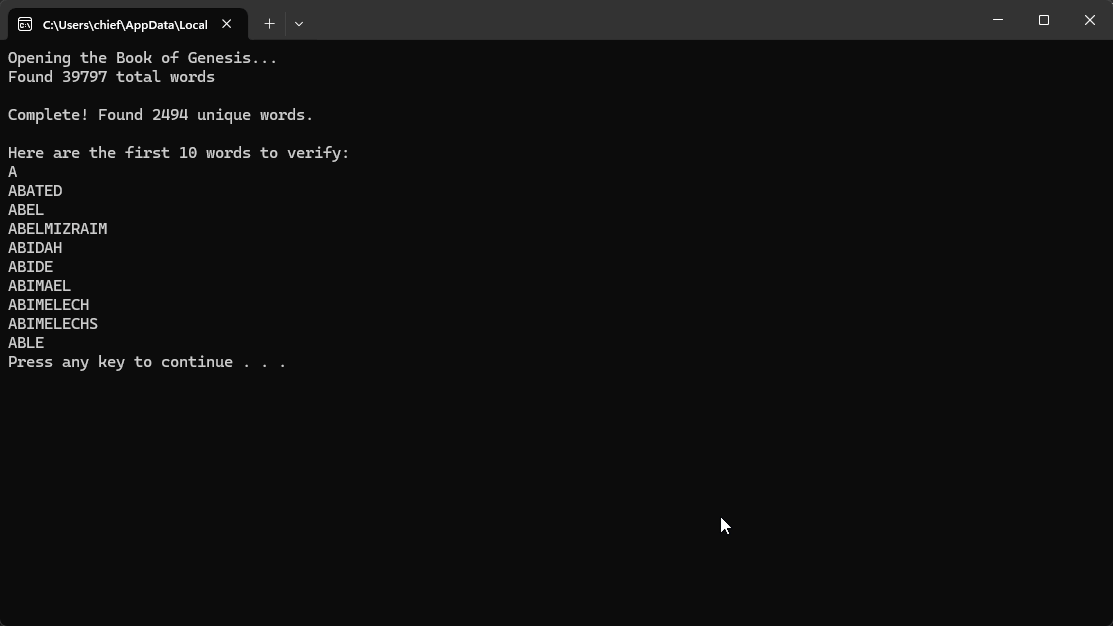 C:\Users\chief\AppData\Local
Opening the Book of Genesis...
Found 39797 total words
Complete! Found 2494 unique words.
Here are the first 10 words to verify:
A
ABATED
ABEL
ABELMIZRAIM
ABIDAH
ABIDE
ABIMAEL
ABIMELECH
ABIMELECHS
ABLE
Press any key to continue . . .